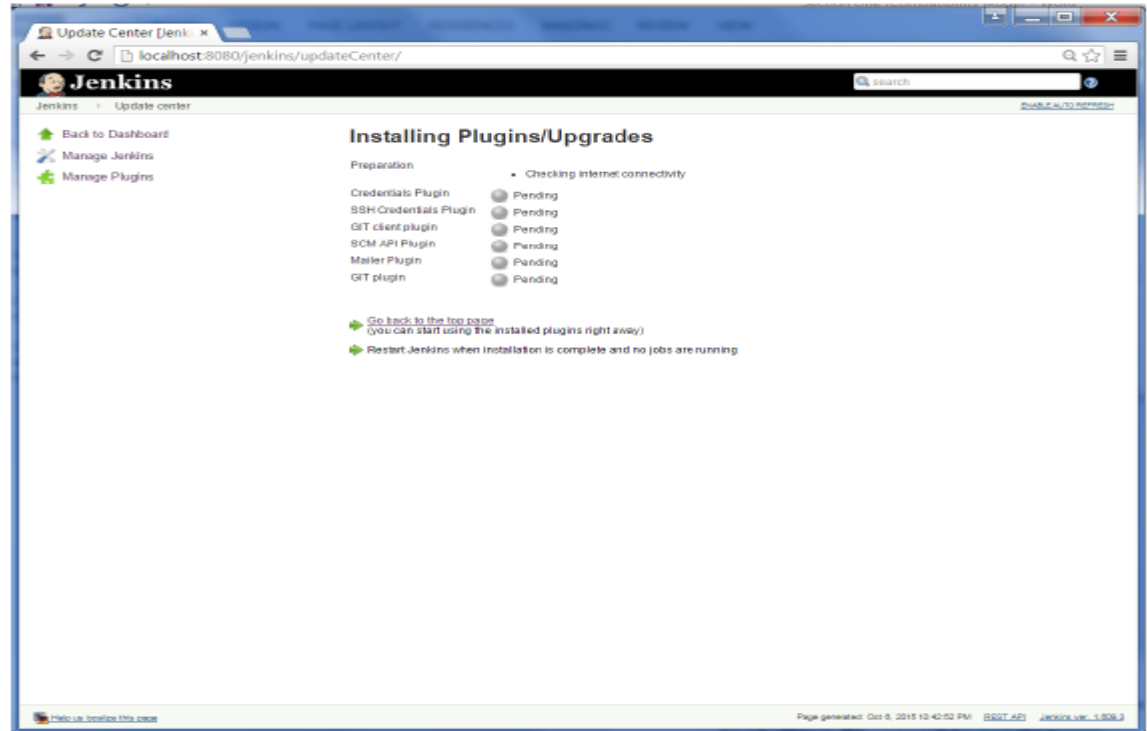 Update Center [Jenki
localhost:8080/jenkins/updateCenter/
Jenkins
search
Jenkins Update center
ENABLE AUTO REFRESH
Back to Dashboard
Manage Jenkins
Manage Plugins
Installing Plugins/Upgrades
Preparation
Checking internet connectivity
Credentials Plugin Pending
SSH Credentials Plugin Pending
GIT client plugin Pending
SCM API Plugin Pending
Mailer Plugin Pending
GIT plugin Pending
Go back to the top page
(you can start using the installed plugins right away)
Restart Jenkins when installation is complete and no jobs are running
Help us localize this page
Page generated: Oct 6, 2015 10:42:52 PM REST API Jenkins ver. 1.609.3